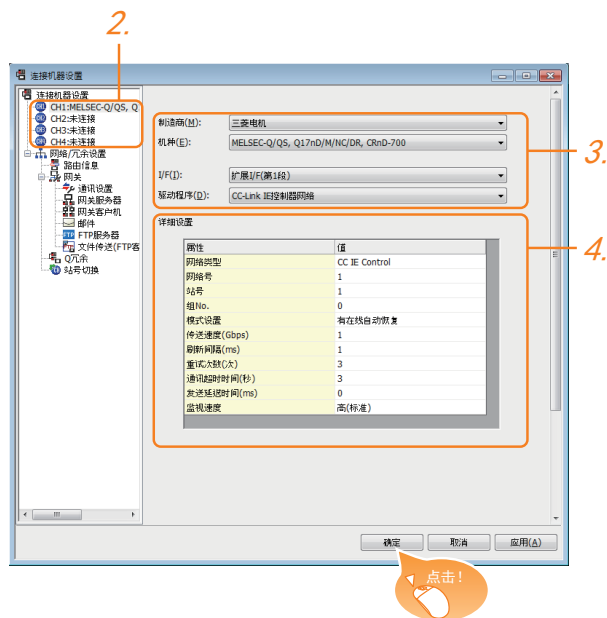 2.
连接机器设置
连接机器设置
CH1:MELSEC-Q/QS, Q
CH2:未连接
CH3:未连接
CH4:未连接
网络/冗余设置
路由信息
网关
通讯设置
网关服务器
网关客户机
邮件
FTP服务器
文件传送(FTP客
Q冗余
站号切换
制造商(M): 三菱电机
机种(E): MELSEC-Q/QS, Q17nD/M/NC/DR, CRnD-700
I/F(I): 扩展I/F(第1段)
驱动程序(D): CC-Link IE控制器网络
3.
详细设置
4.
属性 值
网络类型 CC IE Control
网络号 1
站号 1
组No. 0
模式设置 有在线自动恢复
传送速度(Gbps) 1
刷新间隔(ms) 1
重试次数(次) 3
通讯超时时间(秒) 3
发送延迟时间(ms) 0
监视速度 高(标准)
确定 取消 应用(A)
点击!